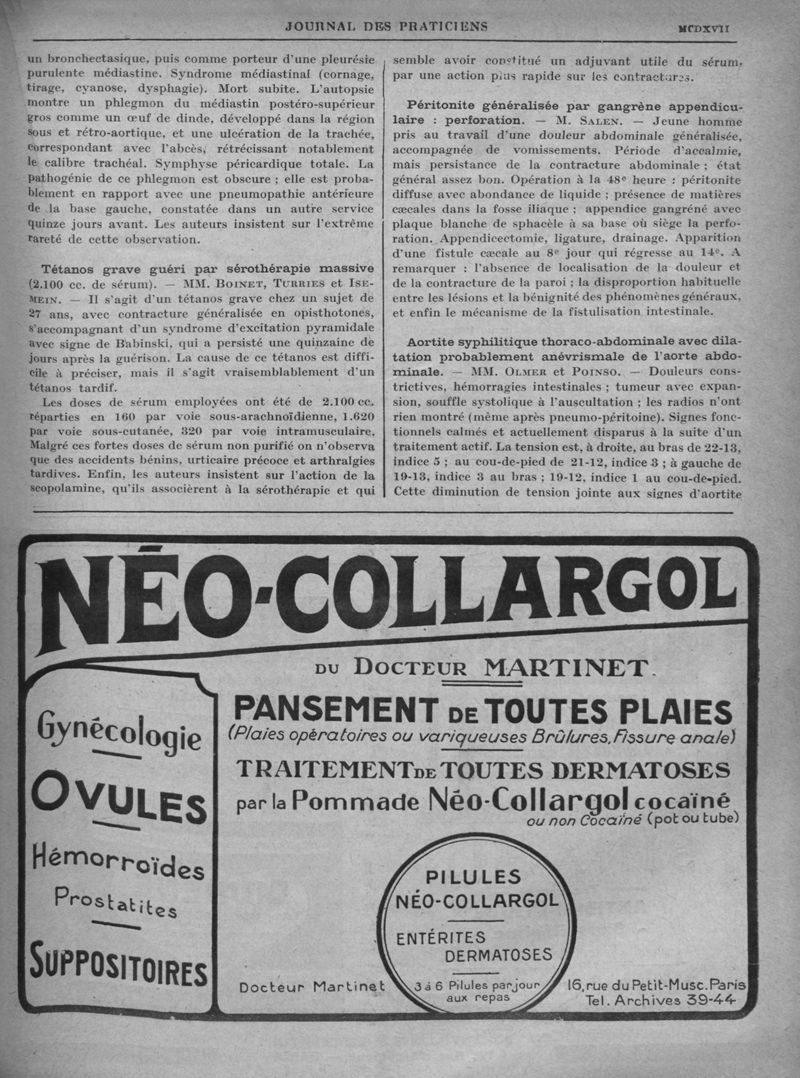 JOURNAL DES PRATICIENS
MCDXVII
un bronchectasique, puis comme porteur d'une pleurésie
purulente médiastine. Syndrome médiastinal (cornage,
tirage, cyanose, dysphagie). Mort subite. L'autopsie
montre un phlegmon du médiastin postéro-supérieur
gros comme un œuf de dinde, développé dans la région
sous et rétro-aortique, et une ulcération de la trachée,
correspondant avec l'abcès, rétrécissant notablement
le calibre trachéal. Symphyse péricardique totale. La
pathogénie de ce phlegmon est obscure ; elle est proba-
blement en rapport avec une pneumopathie antérieure
de la base gauche, constatée dans un autre service
quinze jours avant. Les auteurs insistent sur l'extrême
rareté de cette observation.
Tétanos grave guéri par sérothérapie massive
(2.100 cc. de sérum). — MM. BOINET, TURRIES et ISE-
MEIN. — Il s'agit d'un tétanos grave chez un sujet de
27 ans, avec contracture généralisée en opisthotones,
s'accompagnant d'un syndrome d'excitation pyramidale
avec signe de Babinski, qui a persisté une quinzaine de
jours après la guérison. La cause de ce tétanos est diffi-
cile à préciser, mais il s'agit vraisemblablement d'un
tétanos tardif.
Les doses de sérum employées ont été de 2.100 cc.
réparties en 160 par voie sous-arachnoïdienne, 1.620
par voie sous-cutanée, 320 par voie intramusculaire.
Malgré ces fortes doses de sérum non purifié on n'observa
que des accidents bénins, urticaire précoce et arthralgies
tardives. Enfin, les auteurs insistent sur l'action de la
scopolamine, qu'ils associèrent à la sérothérapie et qui
semble avoir constitué un adjuvant utile du sérum,
par une action plus rapide sur les contractures.
Péritonite généralisée par gangrène appendicu-
laire : perforation. — M. SALEN. — Jeune homme
pris au travail d'une douleur abdominale généralisée,
accompagnée de vomissements. Période d'accalmie,
mais persistance de la contracture abdominale ; état
général assez bon. Opération à la 48e heure : péritonite
diffuse avec abondance de liquide ; présence de matières
cæcales dans la fosse iliaque ; appendice gangréné avec
plaque blanche de sphacèle à sa base où siège la perfo-
ration. Appendicectomie, ligature, drainage. Apparition
d'une fistule cæcale au 8e jour qui régresse au 14e. A
remarquer : l'absence de localisation de la douleur et
de la contracture de la paroi ; la disproportion habituelle
entre les lésions et la bénignité des phénomènes généraux,
et enfin le mécanisme de la fistulisation intestinale.
Aortite syphilitique thoraco-abdominale avec dila-
tation probablement anévrismale de l'aorte abdo-
minale. — MM. OLMER et POINSO. — Douleurs cons-
trictives, hémorragies intestinales ; tumeur avec expan-
sion, souffle systolique à l'auscultation ; les radios n'ont
rien montré (même après pneumo-péritoine). Signes fonc-
tionnels calmés et actuellement disparus à la suite d'un
traitement actif. La tension est, à droite, au bras de 22-13,
indice 5 ; au cou-de-pied de 21-12, indice 3 ; à gauche de
19-13, indice 3 au bras ; 19-12, indice 1 au cou-de-pied.
Cette diminution de tension jointe aux signes d'aortite
NÉO-COLLARGOL
DU DOCTEUR MARTINET.
Gynécologie
OVULES
Hémorroïdes
Prostatites
SUPPOSITOIRES
PANSEMENT DE TOUTES PLAIES
(Plaies opèratoires ou variqueuses Brûlures, Fissure anale)
TRAITEMENT DE TOUTES DERMATOSES
par la Pommade Néo-Collargol cocaïné
ou non Cocaïné (pot ou tube)
PILULES
NÉO-COLLARGOL
ENTÉRITES
DERMATOSES
3 à 6 Pilules par jour
aux repas
Docteur Martinet
16, rue du Petit-Musc. Paris
Tel. Archives 39-44